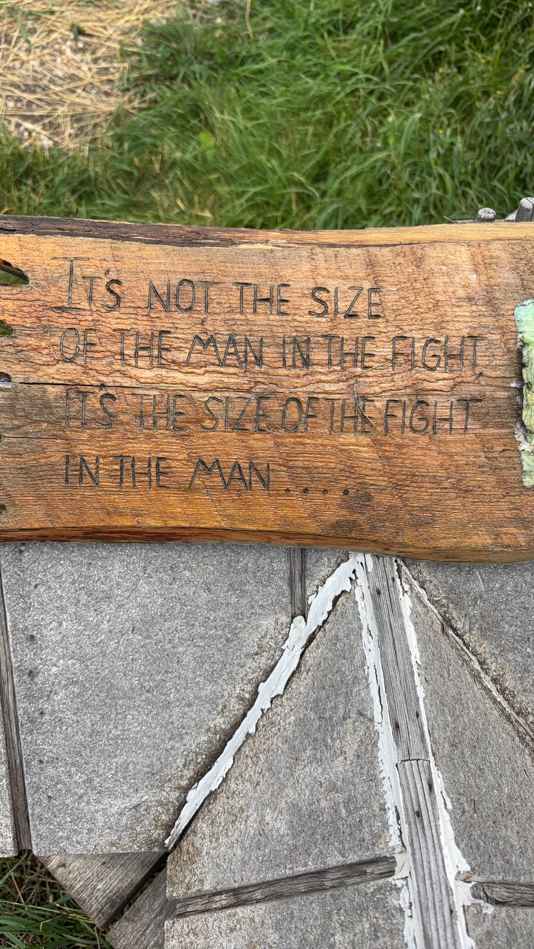 IT'S NOT THE SIZE
OF THE MAN IN THE FIGHT
IT'S THE SIZE OF THE FIGHT
IN THE MAN . . . . .